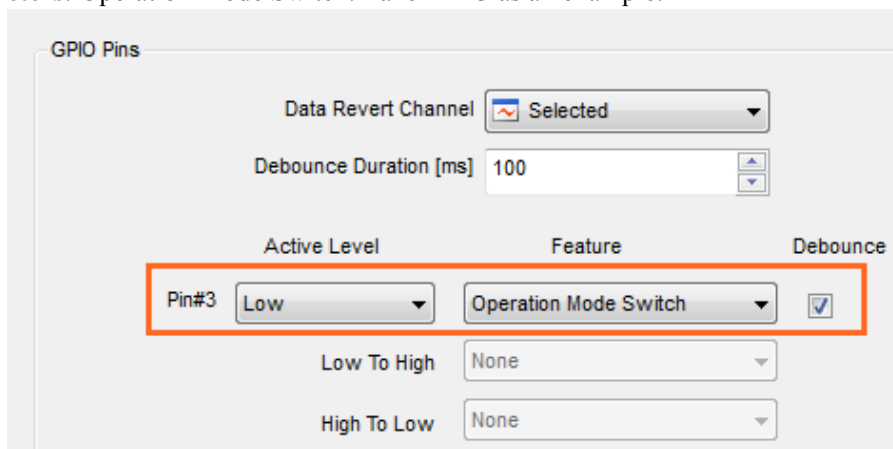 GPIO Pins
Data Revert Channel Selected
Debounce Duration [ms] 100
Active Level Feature Debounce
Pin#3 Low Operation Mode Switch
Low To High None
High To Low None